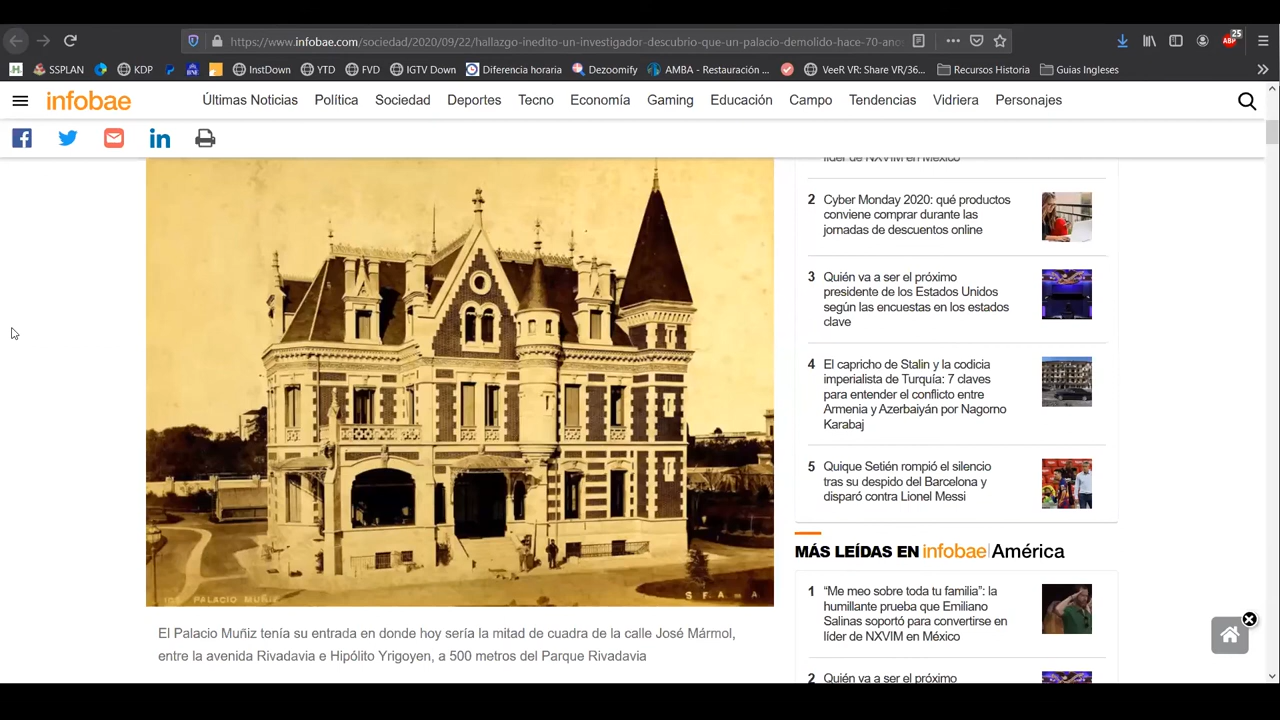 https://www.infobae.com/sociedad/2020/09/22/hallazgo-inedito-un-investigador-descubrio-que-un-palacio-demolido-hace-70-anos
25
SSPLAN
KDP
InstDown
YTD
FVD
IGTV Down
Diferencia horaria
Dezoomify
AMBA - Restauración ...
VeeR VR: Share VR/36...
Recursos Historia
Guias Ingleses
infobae
Últimas Noticias
Política
Sociedad
Deportes
Tecno
Economía
Gaming
Educación
Campo
Tendencias
Vidriera
Personajes
PALACIO MUÑIZ
S F A = A
El Palacio Muñiz tenía su entrada en donde hoy sería la mitad de cuadra de la calle José Mármol,
entre la avenida Rivadavia e Hipólito Yrigoyen, a 500 metros del Parque Rivadavia
líder de NXVIM en México
2 Cyber Monday 2020: qué productos
conviene comprar durante las
jornadas de descuentos online
3 Quién va a ser el próximo
presidente de los Estados Unidos
según las encuestas en los estados
clave
4 El capricho de Stalin y la codicia
imperialista de Turquía: 7 claves
para entender el conflicto entre
Armenia y Azerbaiyán por Nagorno
Karabaj
5 Quique Setién rompió el silencio
tras su despido del Barcelona y
disparó contra Lionel Messi
MÁS LEÍDAS EN infobae América
1 “Me meo sobre toda tu familia”: la
humillante prueba que Emiliano
Salinas soportó para convertirse en
líder de NXVIM en México
2 Quién va a ser el próximo